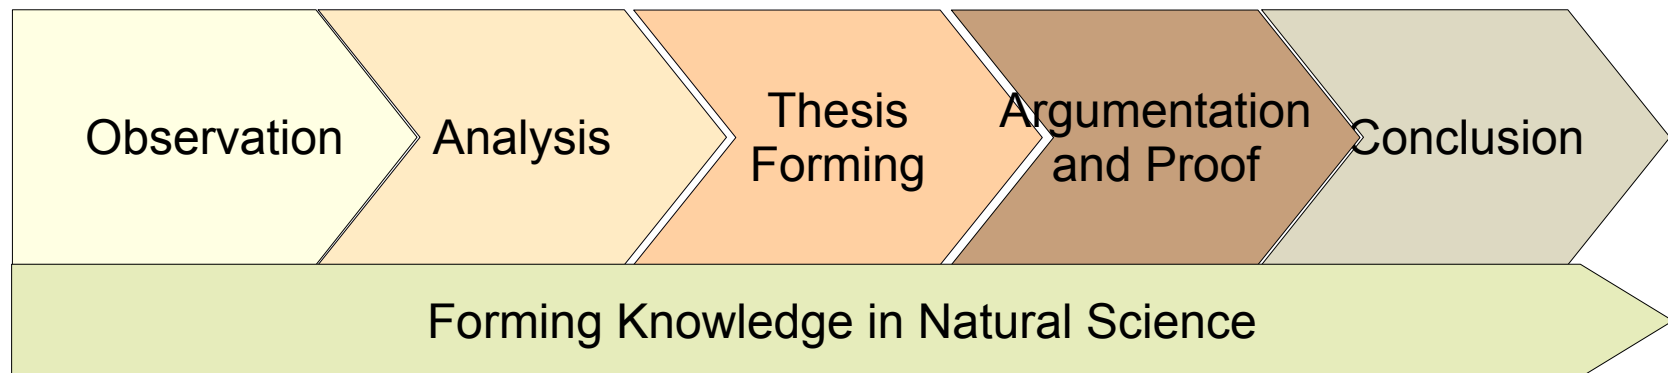 Observation
Analysis
Thesis
Forming
Argumentation
and Proof
Conclusion
Forming Knowledge in Natural Science